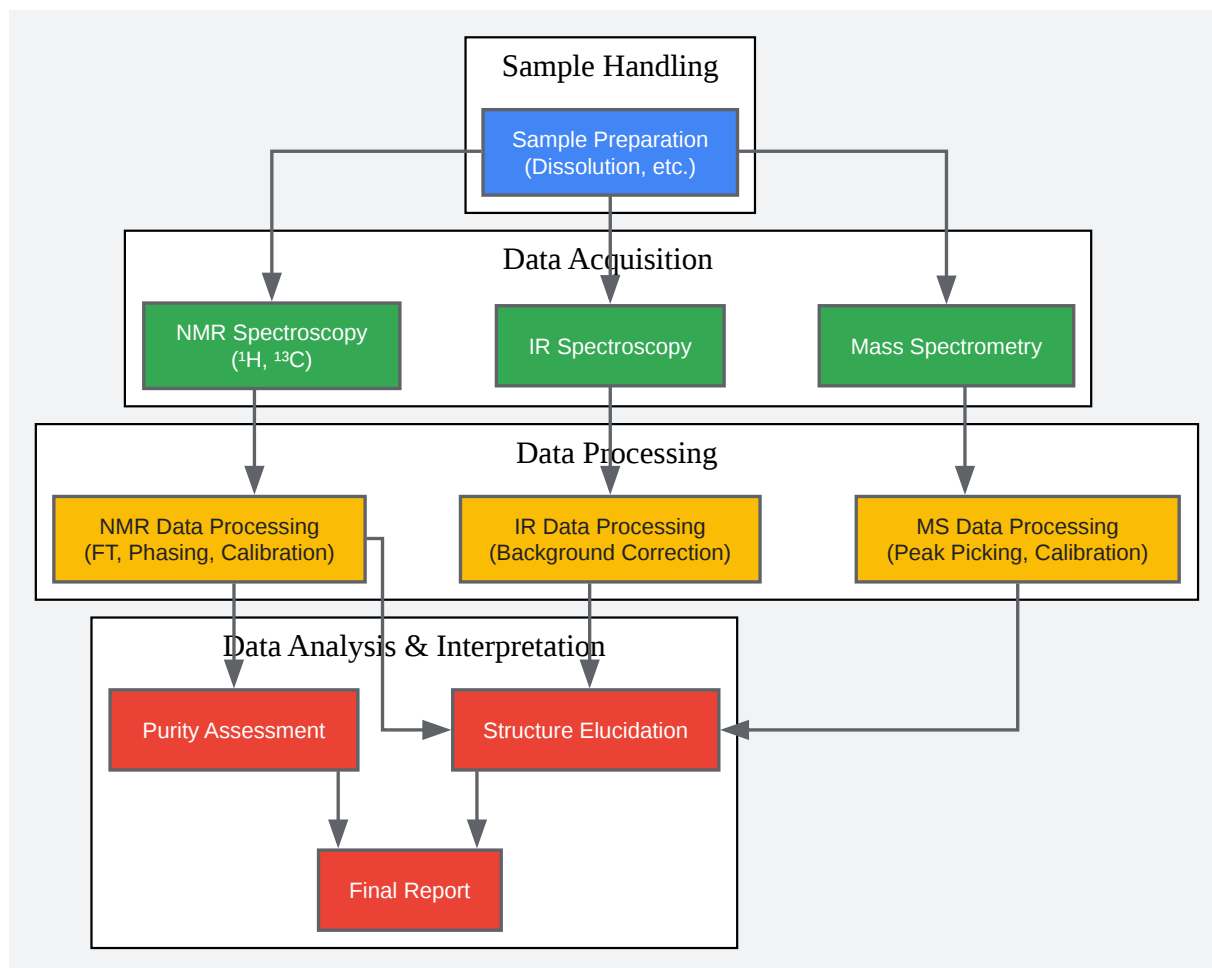 Sample Handling
Sample Preparation
(Dissolution, etc.)
Data Acquisition
NMR Spectroscopy
(¹H, ¹³C)
IR Spectroscopy
Mass Spectrometry
Data Processing
NMR Data Processing
(FT, Phasing, Calibration)
IR Data Processing
(Background Correction)
MS Data Processing
(Peak Picking, Calibration)
Data Analysis & Interpretation
Purity Assessment
Structure Elucidation
Final Report